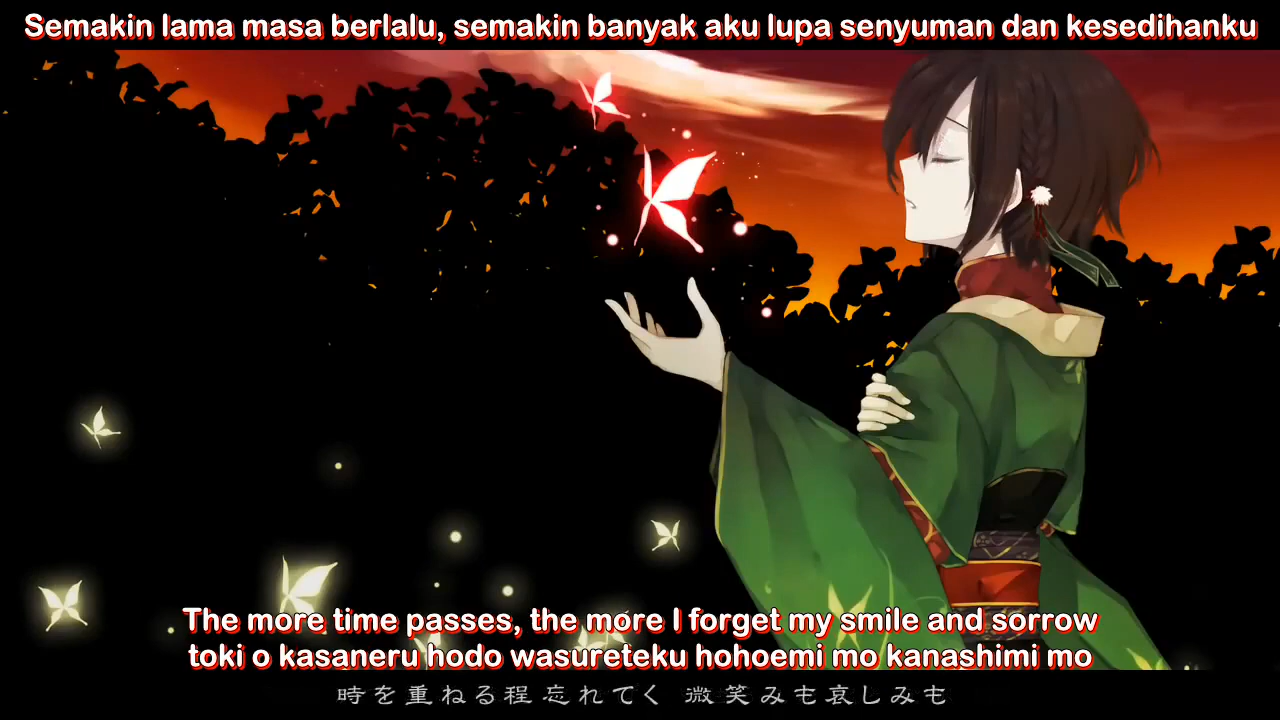 Semakin lama masa berlalu, semakin banyak aku lupa senyuman dan kesedihanku
The more time passes, the more I forget my smile and sorrow
toki o kasaneru hodo wasureteku hohoemi mo kanashimi mo
時を重ねる程忘れてく 微笑みも哀しみも